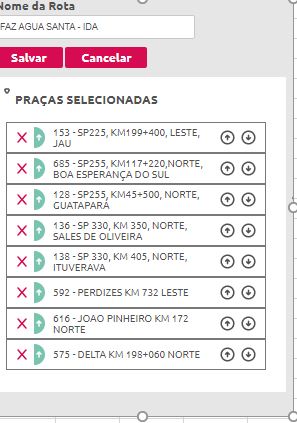 Nome da Rota
FAZ AGUA SANTA - IDA
Salvar
Cancelar
PRAÇAS SELECIONADAS
153 - SP225, KM199+400, LESTE,
JAU
685 - SP255, KM117+220,NORTE,
BOA ESPERANÇA DO SUL
128 - SP255, KM45+500, NORTE,
GUATAPARÁ
136 - SP 330, KM 350, NORTE,
SALES DE OLIVEIRA
138 - SP 330, KM 405, NORTE,
ITUVERAVA
592 - PERDIZES KM 732 LESTE
616 - JOAO PINHEIRO KM 172
NORTE
575 - DELTA KM 198+060 NORTE